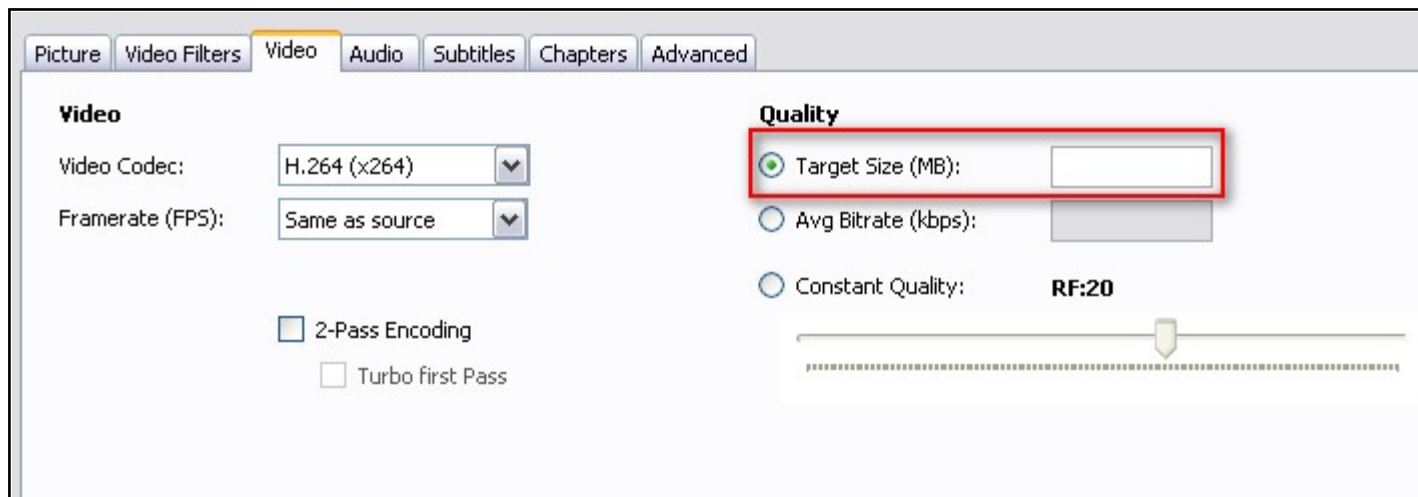 Picture Video Filters Video Audio Subtitles Chapters Advanced
Video
Video Codec: H.264 (x264)
Framerate (FPS): Same as source
2-Pass Encoding
Turbo first Pass
Quality
Target Size (MB):
Avg Bitrate (kbps):
Constant Quality: RF:20